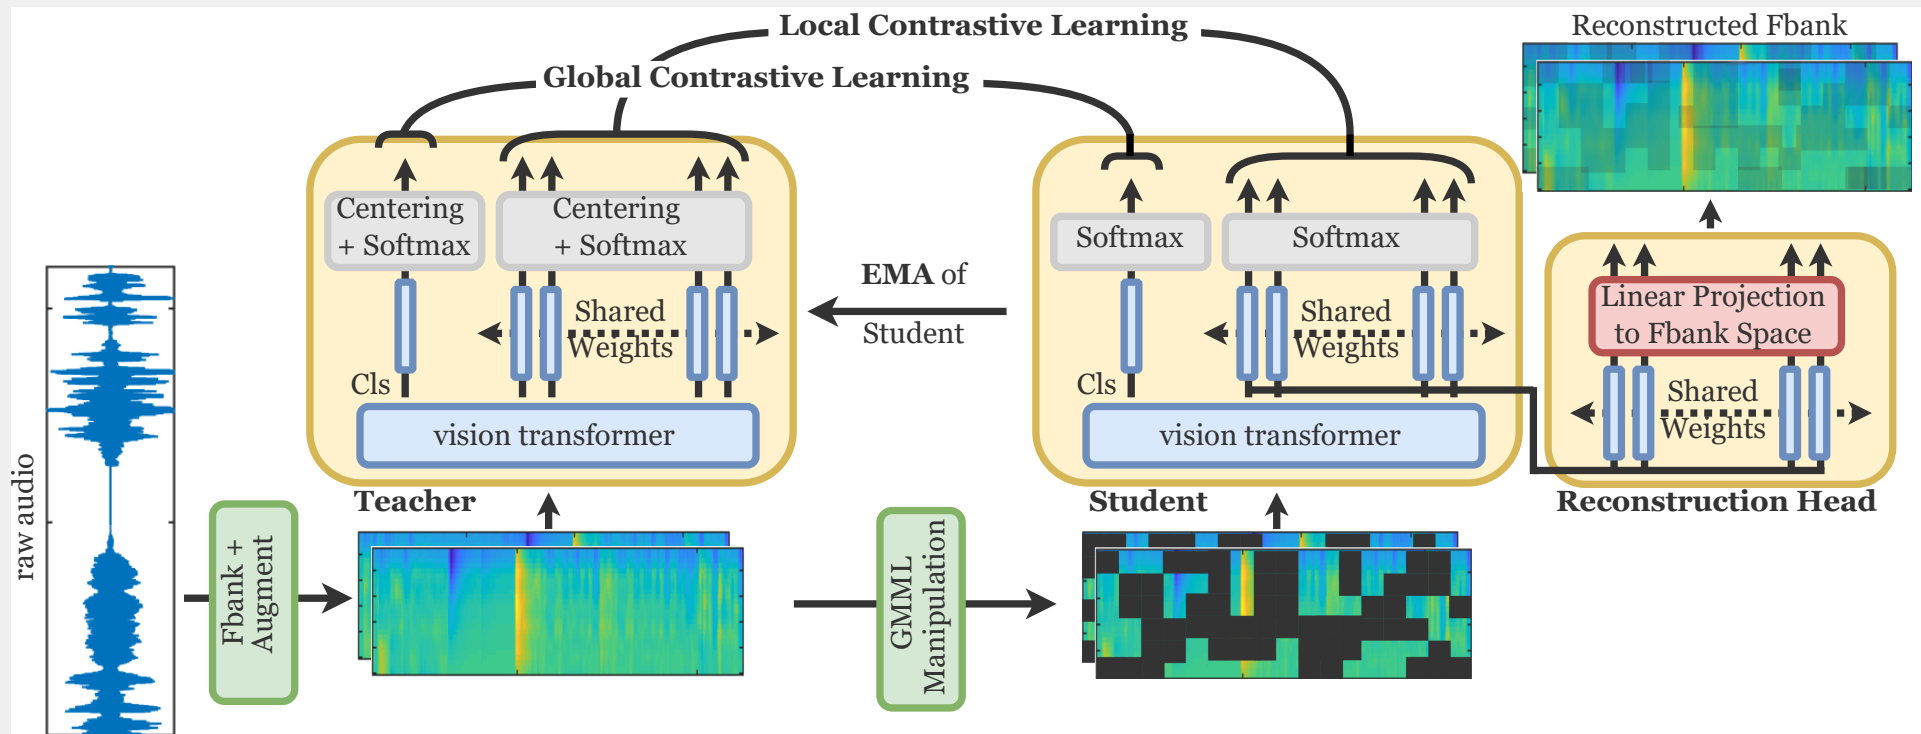 Local Contrastive Learning
Global Contrastive Learning
Reconstructed Fbank
Centering
+ Softmax
Centering
+ Softmax
Shared
Weights
Cls
vision transformer
Teacher
EMA of
Student
Softmax
Softmax
Shared
Weights
Cls
vision transformer
Student
Linear Projection
to Fbank Space
Shared
Weights
Reconstruction Head
raw audio
Fbank +
Augment
GMML
Manipulation